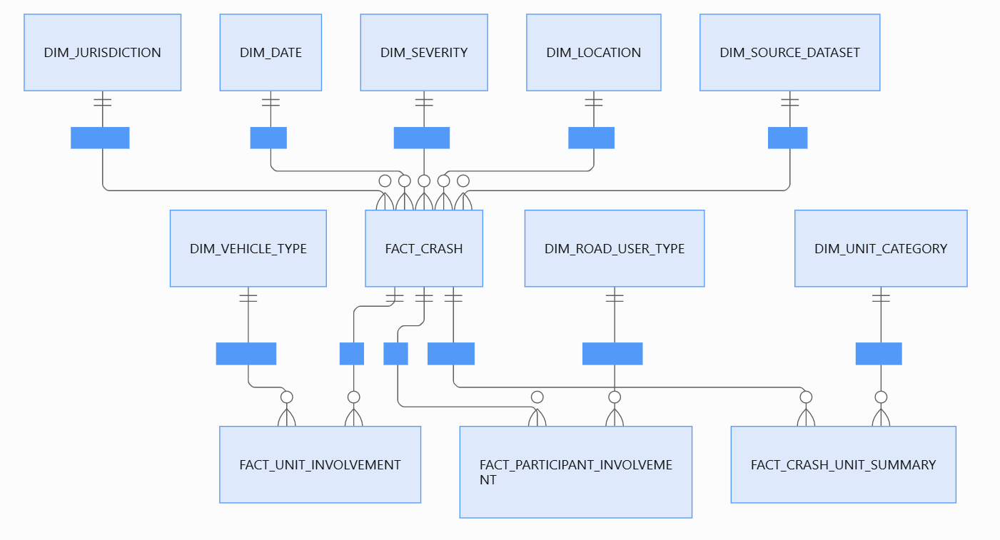 DIM_JURISDICTION
DIM_DATE
DIM_SEVERITY
DIM_LOCATION
DIM_SOURCE_DATASET
DIM_VEHICLE_TYPE
FACT_CRASH
DIM_ROAD_USER_TYPE
DIM_UNIT_CATEGORY
FACT_UNIT_INVOLVEMENT
FACT_PARTICIPANT_INVOLVEME
NT
FACT_CRASH_UNIT_SUMMARY